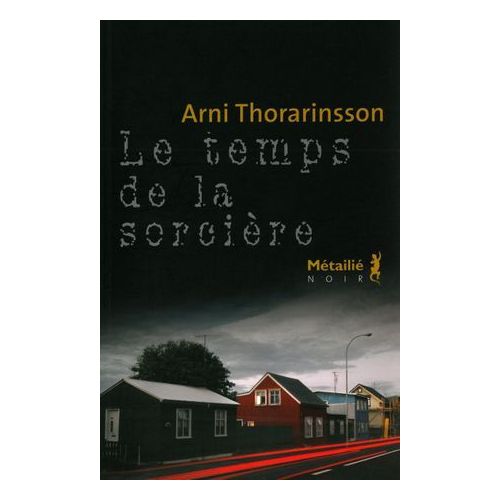 Arni Thorarinsson
Le temps
de la
sorcière
Métailié
NOIR